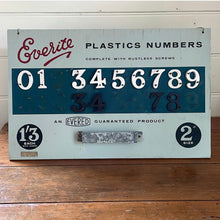 Everite PLASTICS NUMBERS
COMPLETE WITH RUSTLESS SCREWS
01 3456789
34 78
AN EVERED GUARANTEED PRODUCT
1'3 EACH
2" SIZE